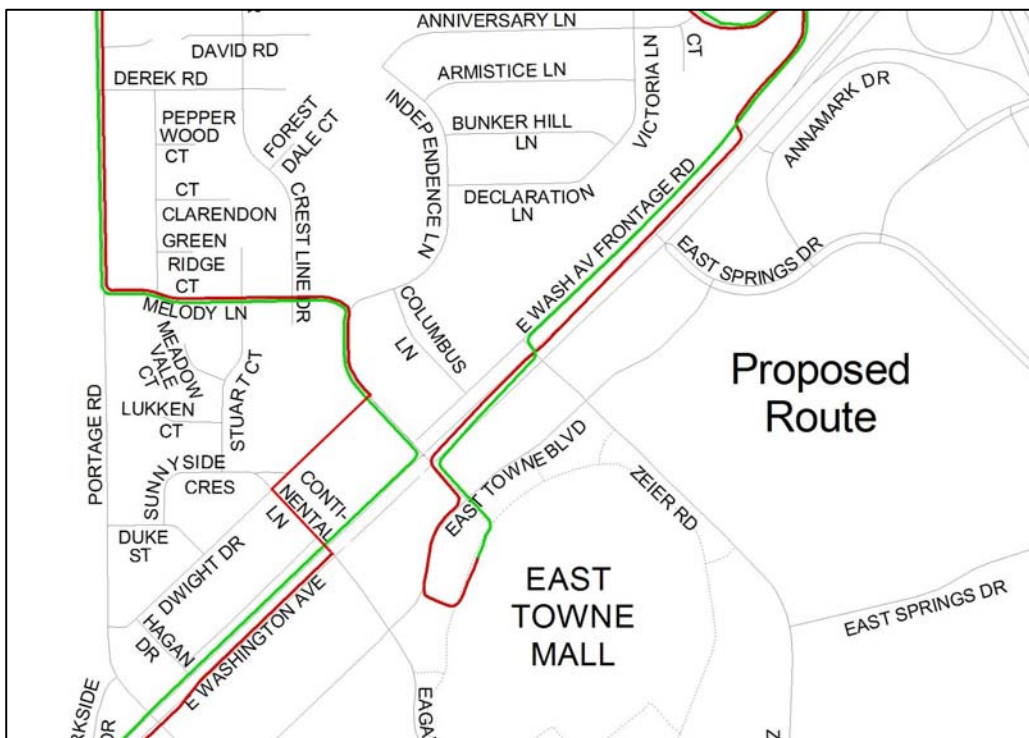 ANNIVERSARY LN
DAVID RD
VICTORIA LN
CT
DEREK RD
ARMISTICE LN
ANNAMARK DR
PEPPER
WOOD
CT
FOREST
DALE CT
INDEPENDENCE LN
BUNKER HILL
LN
CT
CLARENDON
CREST LINE DR
DECLARATION
LN
GREEN
RIDGE
CT
E WASH AV FRONTAGE RD
EAST SPRINGS DR
MELODY LN
COLUMBUS
LN
MEADOW
VALE
CT
STUART CT
Proposed
Route
LUKKEN
CT
PORTAGE RD
SUNNYSIDE
CRES
CONTI-
NENTAL
LN
EAST TOWNE BLVD
ZEIER RD
DUKE
ST
DWIGHT DR
E WASHINGTON AVE
EAST
TOWNE
MALL
EAST SPRINGS DR
HAGAN
DR
RKSIDE
DR
EAGA
Z